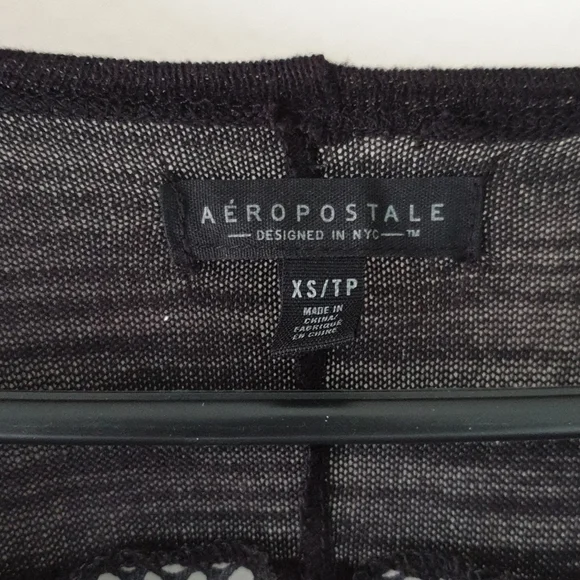 AÉROPOSTALE
— DESIGNED IN NYC — ™
XS/TP
MADE IN
CHINA/
FABRIQUÉ
EN CHINE